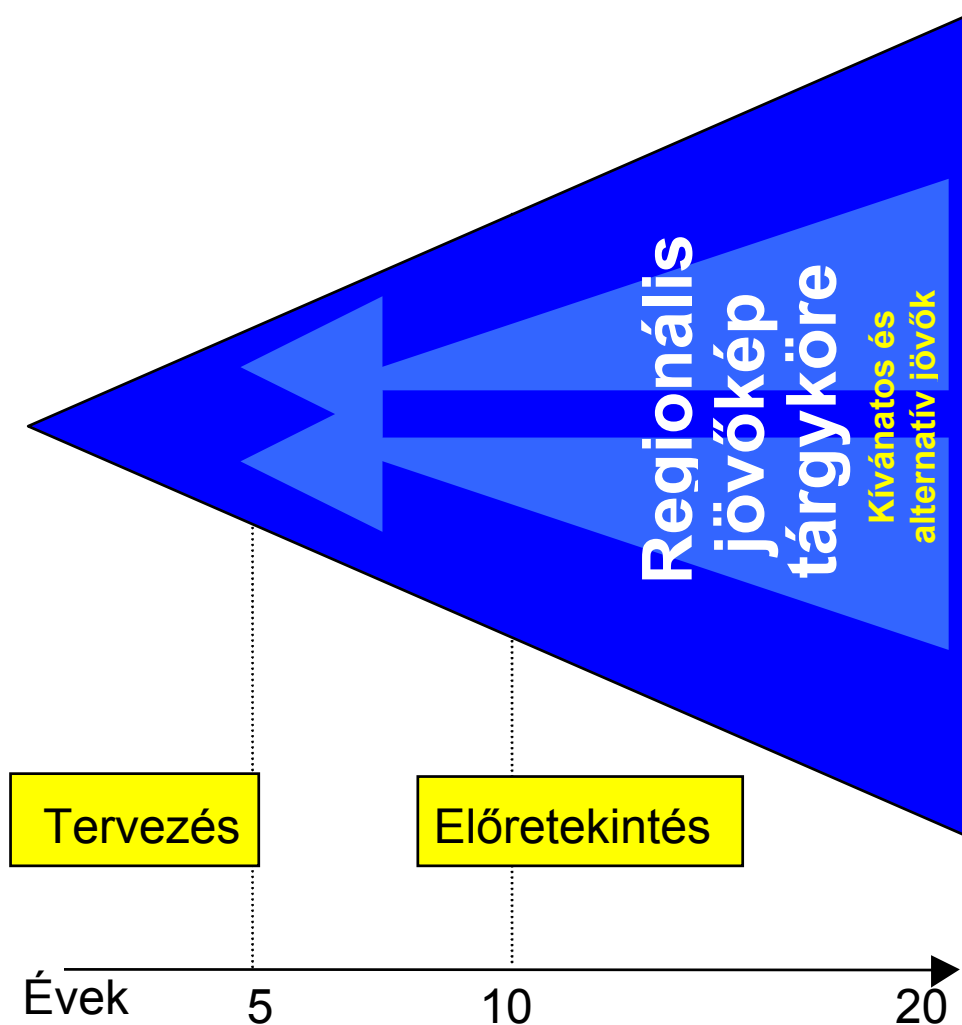 Regionális
jövőkép
tárgyköre
Kívánatos és
alternatív jövők
Tervezés
Előretekintés
Évek
5
10
20